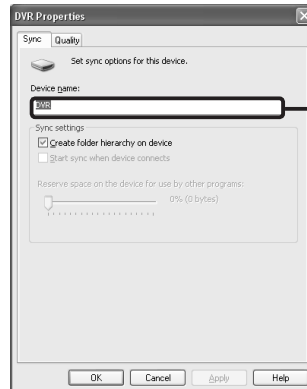 DVR Properties
Sync Quality
Set sync options for this device.
Device name:
DVR
Sync settings
Create folder hierarchy on device
Start sync when device connects
Reserve space on the device for use by other programs:
0% (0 bytes)
OK Cancel Apply Help